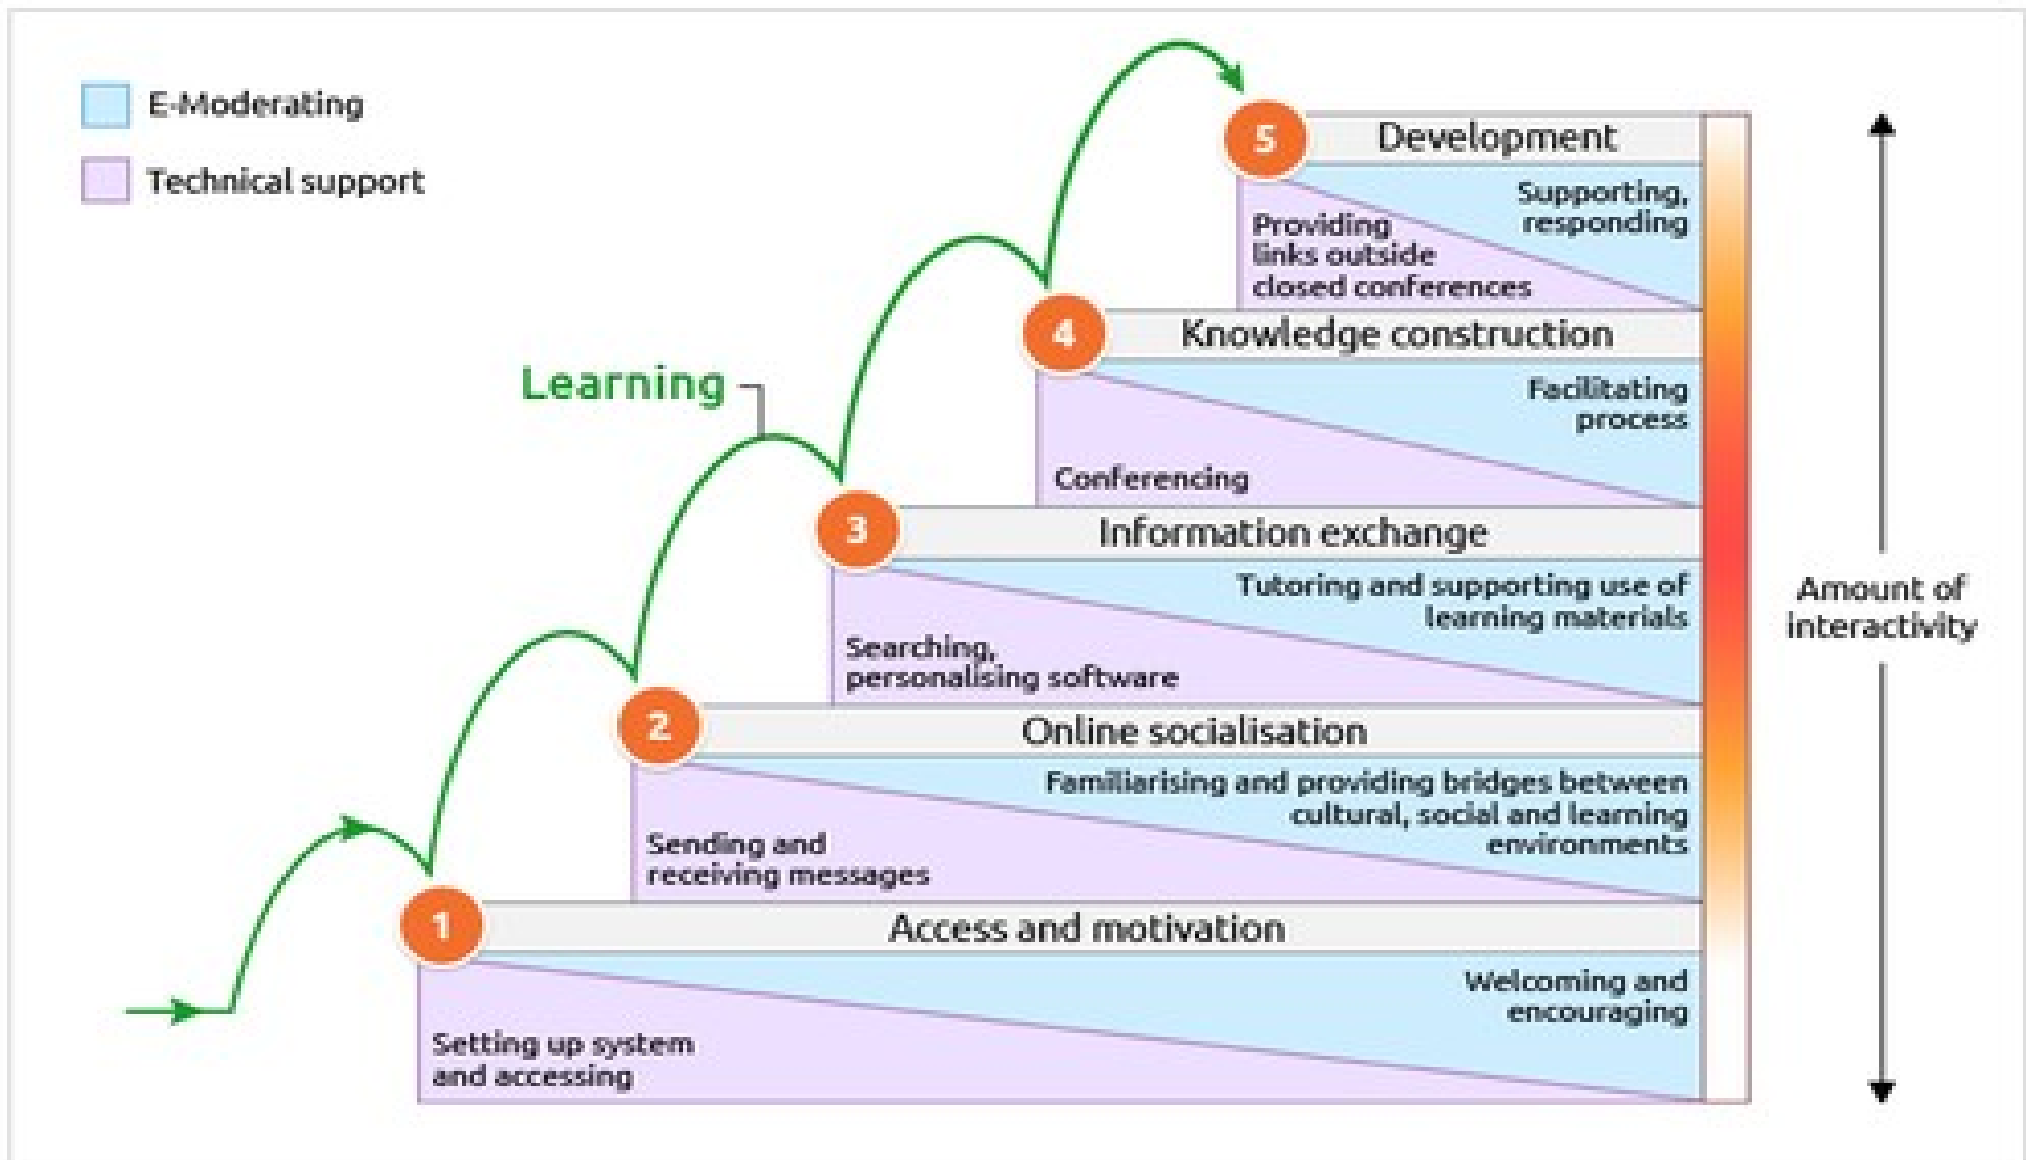 E-Moderating
Technical support
Learning
5
Development
Supporting,
responding
Providing
links outside
closed conferences
4
Knowledge construction
Facilitating
process
Conferencing
3
Information exchange
Tutoring and supporting use of
learning materials
Searching,
personalising software
2
Online socialisation
Familiarising and providing bridges between
cultural, social and learning
environments
Sending and
receiving messages
1
Access and motivation
Welcoming and
encouraging
Setting up system
and accessing
Amount of
interactivity